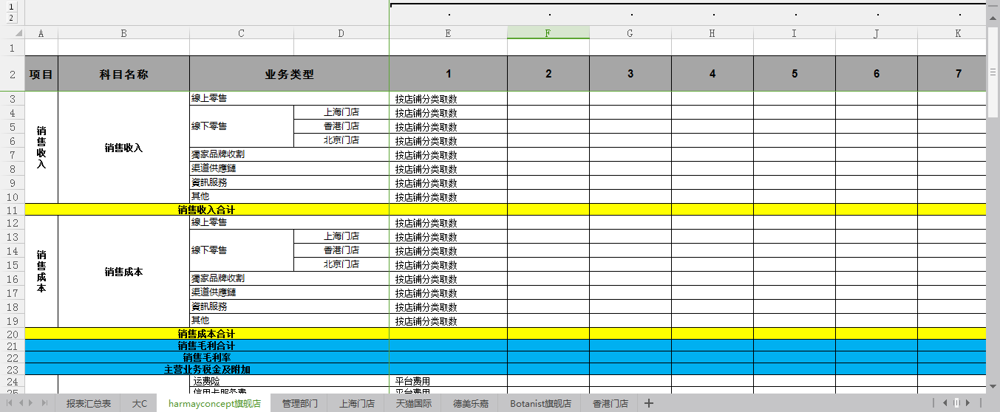 1
2
A B C D E F G H I J K
1
2 项目 科目名称 业务类型 1 2 3 4 5 6 7
3 線上零售 按店铺分类取数
4 上海门店 按店铺分类取数
5 線下零售 香港门店 按店铺分类取数
6 北京门店 按店铺分类取数
销售收入 销售收入
7 獨家品牌收割 按店铺分类取数
8 渠道供應鏈 按店铺分类取数
9 資訊服務 按店铺分类取数
10 其他 按店铺分类取数
11 销售收入合计
12 線上零售 按店铺分类取数
13 上海门店 按店铺分类取数
14 線下零售 香港门店 按店铺分类取数
15 北京门店 按店铺分类取数
销售成本 销售成本
16 獨家品牌收割 按店铺分类取数
17 渠道供應鏈 按店铺分类取数
18 資訊服務 按店铺分类取数
19 其他 按店铺分类取数
20 销售成本合计
21 销售毛利合计
22 销售毛利率
23 主营业务税金及附加
24 运费险 平台费用
25 信用卡服务费 平台费用
报表汇总表 大C harmayconcept旗舰店 管理部门 上海门店 天猫国际 德美乐嘉 Botanist旗舰店 香港门店